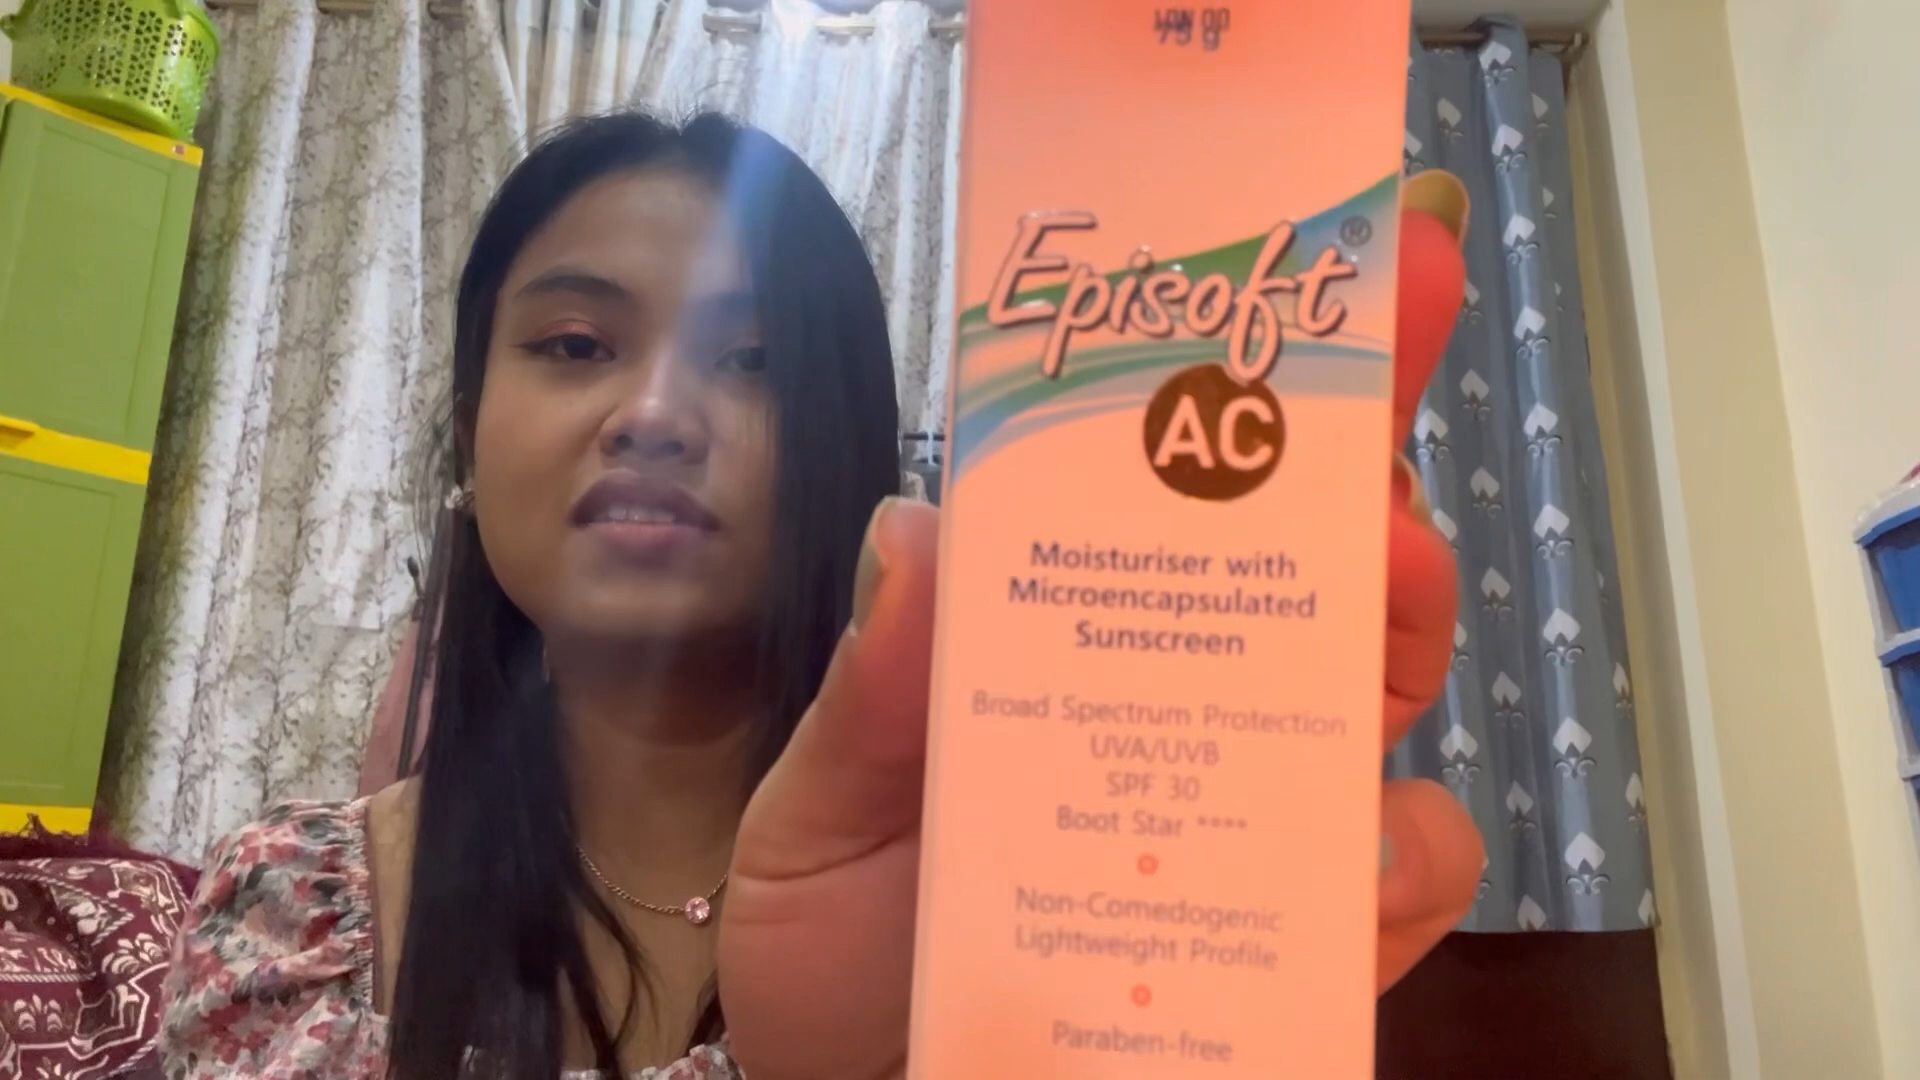 75 g
Episoft®
AC
Moisturiser with
Microencapsulated
Sunscreen
Broad Spectrum Protection
UVA/UVB
SPF 30
Boot Star ****
Non-Comedogenic
Lightweight Profile
Paraben-free